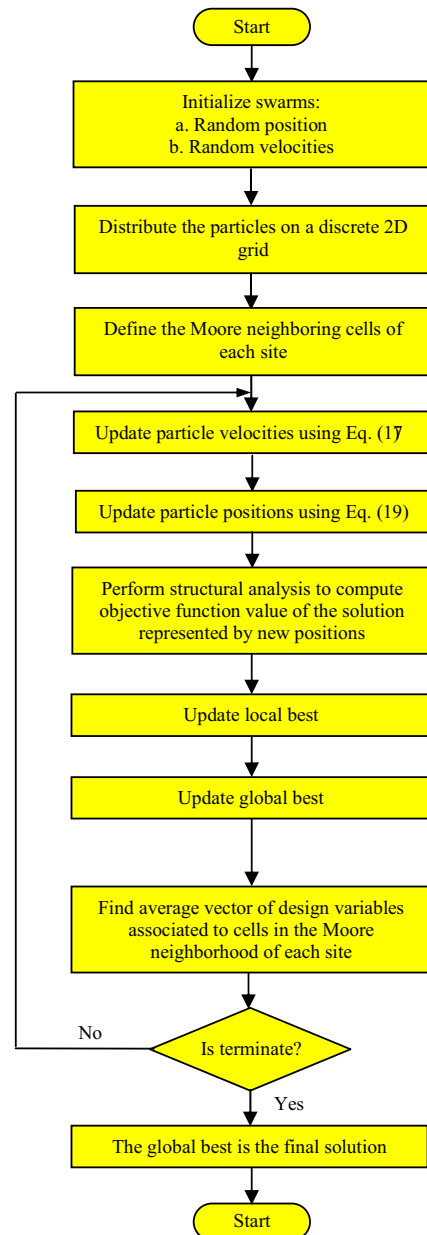 Start
Initialize swarms:
a. Random position
b. Random velocities
Distribute the particles on a discrete 2D
grid
Define the Moore neighboring cells of
each site
Update particle velocities using Eq. (17
Update particle positions using Eq. (19)
Perform structural analysis to compute
objective function value of the solution
represented by new positions
Update local best
Update global best
Find average vector of design variables
associated to cells in the Moore
neighborhood of each site
No
Is terminate?
Yes
The global best is the final solution
Start